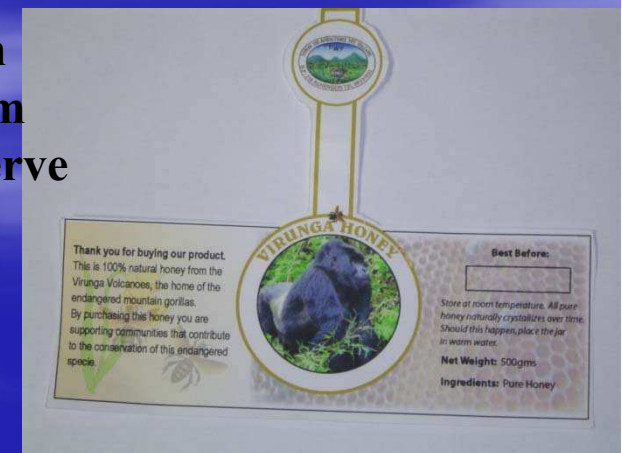 m
erve
VIRUNGA HONEY
Thank you for buying our product.
This is 100% natural honey from the
Virunga Volcanoes, the home of the
endangered mountain gorillas.
By purchasing this honey you are
supporting communities that contribute
to the conservation of this endangered
specie.
Best Before:
Store at room temperature. All pure
honey naturally crystallizes over time.
Should this happen, place the jar
in warm water.
Net Weight: 500gms
Ingredients: Pure Honey